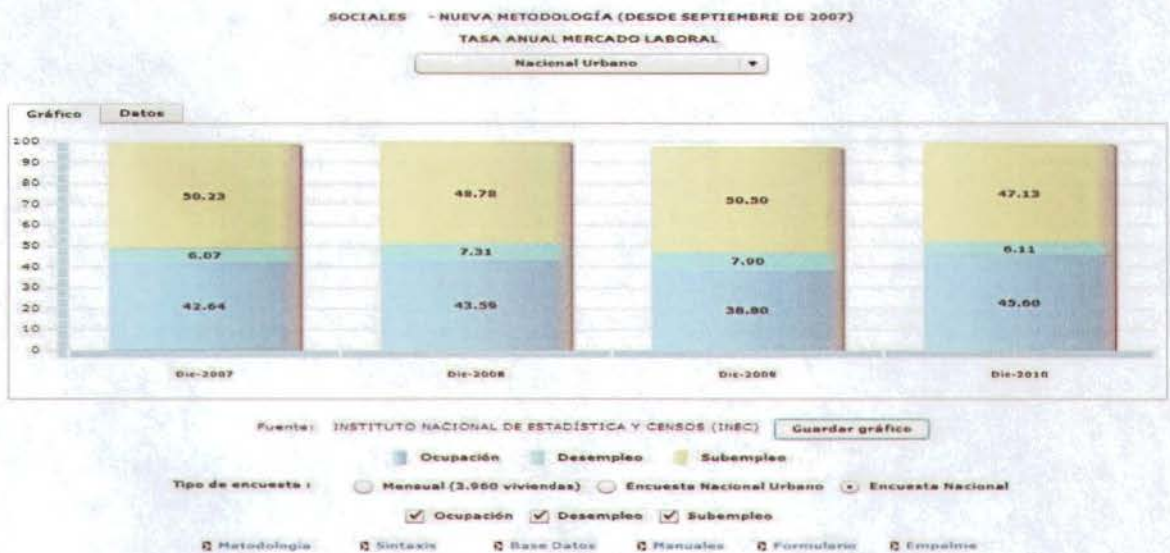 SOCIALES - NUEVA METODOLOGÍA (DESDE SEPTIEMBRE DE 2007)
TASA ANUAL MERCADO LABORAL
Nacional Urbano
Gráfico Datos
100
90
80
70
60
50
40
30
20
10
0
50.23 48.78 50.50 47.13
6.07 7.31 7.90 6.11
42.64 43.59 38.80 45.60
Dic-2007 Dic-2008 Dic-2009 Dic-2010
Fuente: INSTITUTO NACIONAL DE ESTADÍSTICA Y CENSOS (INEC) Guardar gráfico
Ocupación Desempleo Subempleo
Tipo de encuesta : Mensual (3.960 viviendas) Encuesta Nacional Urbano Encuesta Nacional
Ocupación Desempleo Subempleo
Metodología Sintaxis Base Datos Manuales Formulario Empalme